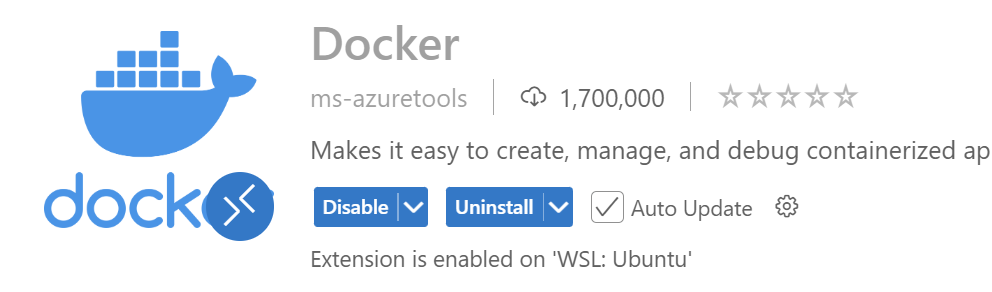 Docker
ms-azuretools 1,700,000
Makes it easy to create, manage, and debug containerized ap
docke
Disable Uninstall Auto Update
Extension is enabled on 'WSL: Ubuntu'